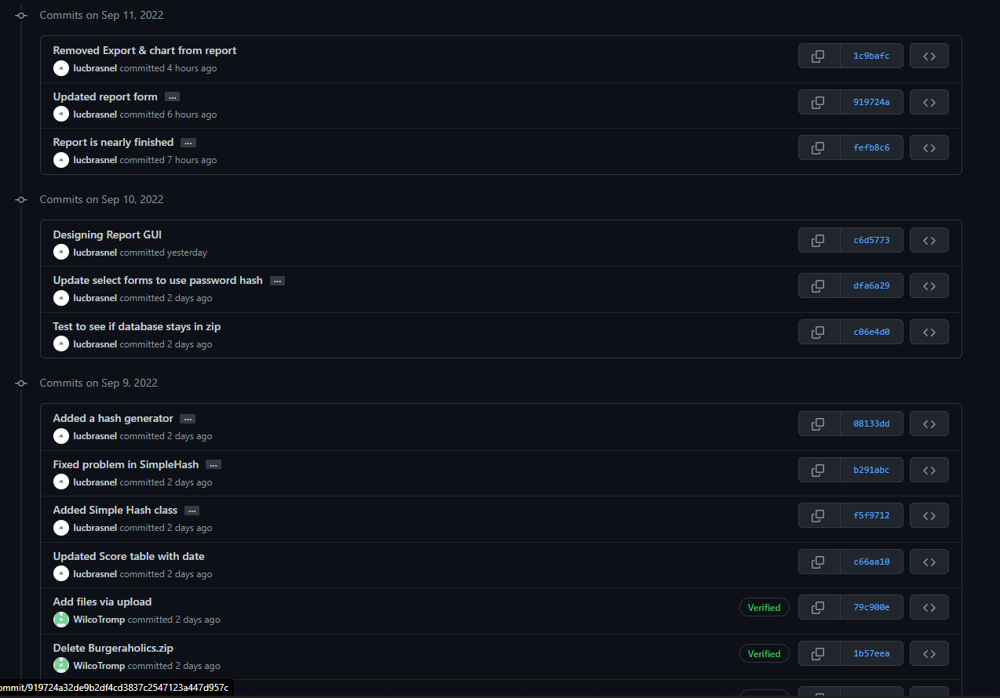 Commits on Sep 11, 2022
Removed Export & chart from report
1c9bafc
lucbrasnel committed 4 hours ago
Updated report form ...
919724a
lucbrasnel committed 6 hours ago
Report is nearly finished ...
fefb8c6
lucbrasnel committed 7 hours ago
Commits on Sep 10, 2022
Designing Report GUI
c6d5773
lucbrasnel committed yesterday
Update select forms to use password hash ...
dfa6a29
lucbrasnel committed 2 days ago
Test to see if database stays in zip
c06e4d0
lucbrasnel committed 2 days ago
Commits on Sep 9, 2022
Added a hash generator ...
08133dd
lucbrasnel committed 2 days ago
Fixed problem in SimpleHash ...
b291abc
lucbrasnel committed 2 days ago
Added Simple Hash class ...
f5f9712
lucbrasnel committed 2 days ago
Updated Score table with date
c66aa10
lucbrasnel committed 2 days ago
Add files via upload
Verified 79c900e
WilcoTromp committed 2 days ago
Delete Burgeraholics.zip
Verified 1b57eea
WilcoTromp committed 2 days ago
ommit/919724a32de9b2df4cd3837c2547123a447d957c